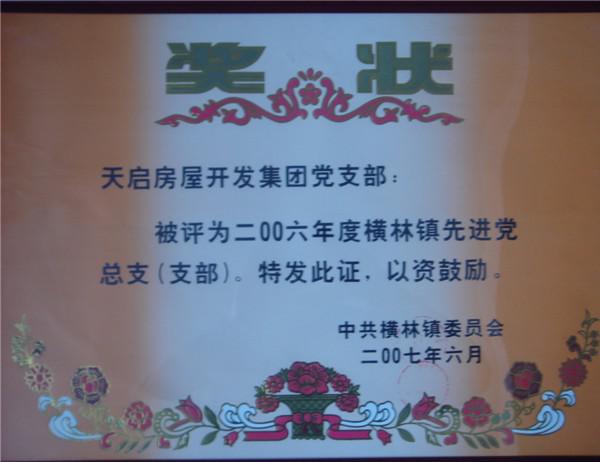 奖 状
天启房屋开发集团党支部：
被评为二00六年度横林镇先进党
总支(支部)。特发此证，以资鼓励。
中共横林镇委员会
二00七年六月